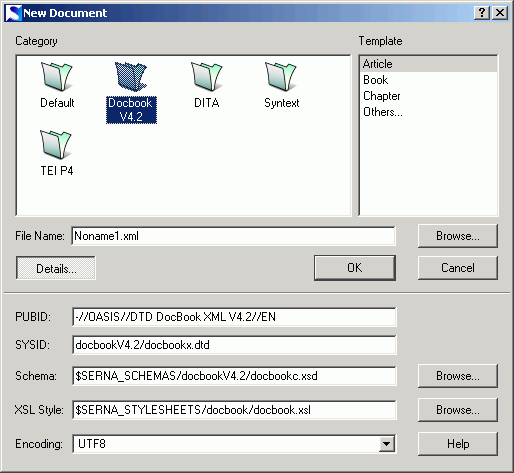 New Document
Category
Template
Default
Docbook
V4.2
DITA
Syntext
TEI P4
Article
Book
Chapter
Others...
File Name:
Noname1.xml
Browse...
Details...
OK
Cancel
PUBID:
-//OASIS//DTD DocBook XML V4.2//EN
SYSID:
docbookV4.2/docbookx.dtd
Schema:
$SERNA_SCHEMAS/docbookV4.2/docbookc.xsd
Browse...
XSL Style:
$SERNA_STYLESHEETS/docbook/docbook.xsl
Browse...
Encoding:
UTF8
Help